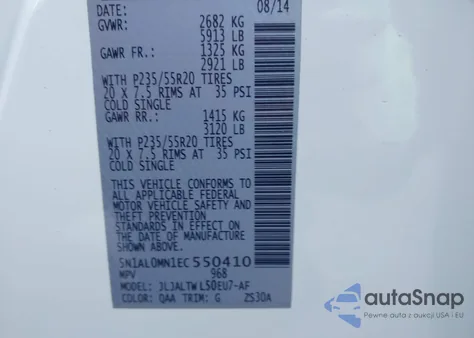 DATE: 08/14
GVWR: 2682 KG
5913 LB
GAWR FR.: 1325 KG
2921 LB
WITH P235/55R20 TIRES
20 X 7.5 RIMS AT 35 PSI
COLD SINGLE
GAWR RR.: 1415 KG
3120 LB
WITH P235/55R20 TIRES
20 X 7.5 RIMS AT 35 PSI
COLD SINGLE
THIS VEHICLE CONFORMS TO
ALL APPLICABLE FEDERAL
MOTOR VEHICLE SAFETY AND
THEFT PREVENTION
STANDARDS IN EFFECT ON
THE DATE OF MANUFACTURE
SHOWN ABOVE.
5N1AL0MN1EC550410
MPV 968
MODEL: JLJALTWL50EU7-AF
COLOR: QAA TRIM: G ZS30A
autoSnap
Pewne auta z aukcji w USA i EU